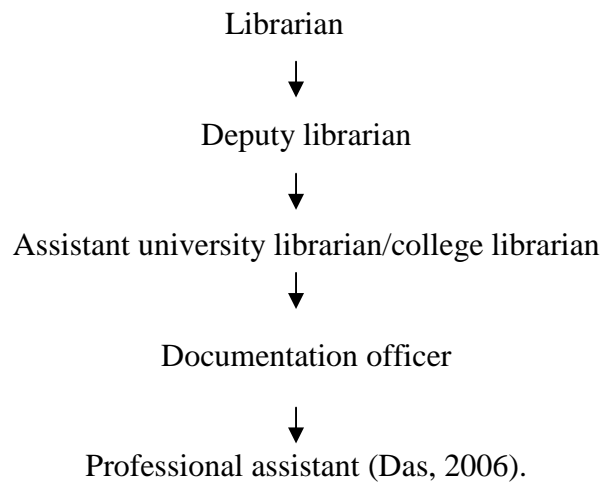 Librarian
Deputy librarian
Assistant university librarian/college librarian
Documentation officer
Professional assistant (Das, 2006).